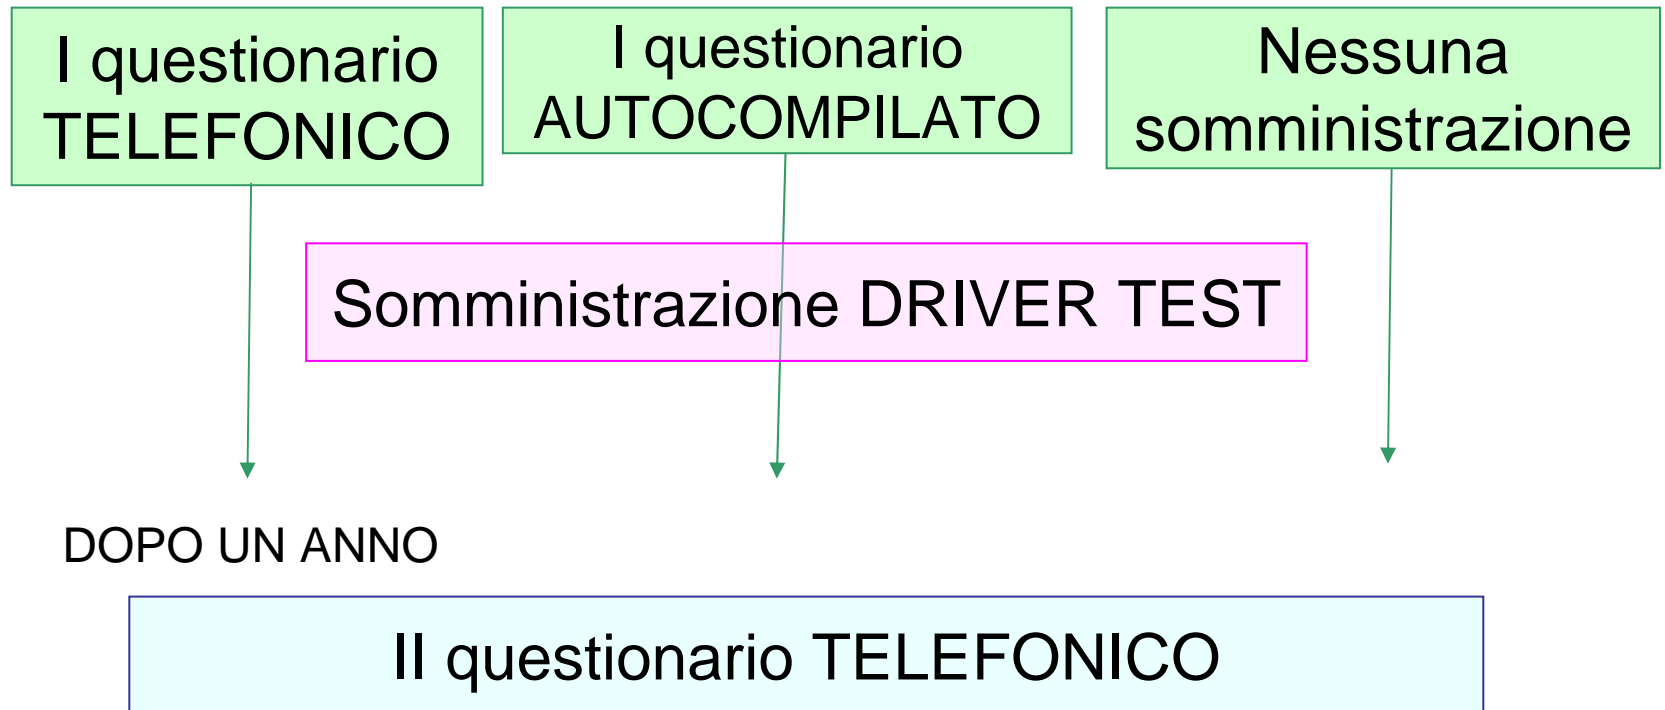 I questionario
TELEFONICO
I questionario
AUTOCOMPILATO
Nessuna
somministrazione
Somministrazione DRIVER TEST
DOPO UN ANNO
II questionario TELEFONICO